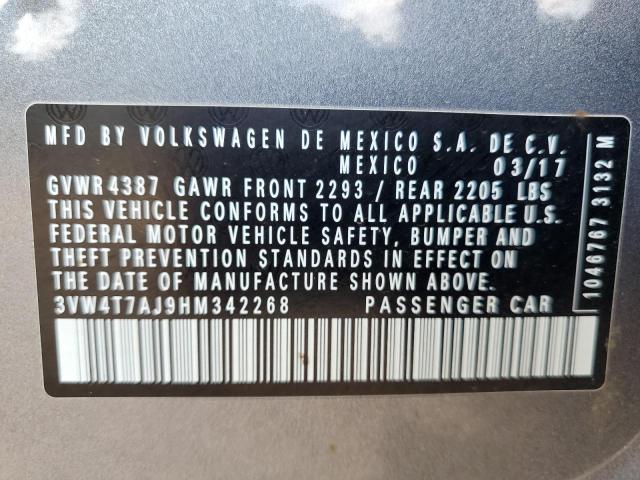 MFD BY VOLKSWAGEN DE MEXICO S.A. DE C.V.
MEXICO 03/17
GVWR4387 GAWR FRONT 2293 / REAR 2205 LBS
THIS VEHICLE CONFORMS TO ALL APPLICABLE U.S.
FEDERAL MOTOR VEHICLE SAFETY, BUMPER AND
THEFT PREVENTION STANDARDS IN EFFECT ON
THE DATE OF MANUFACTURE SHOWN ABOVE.
3VW4T7AJ9HM342268 PASSENGER CAR
1046767 3132 M